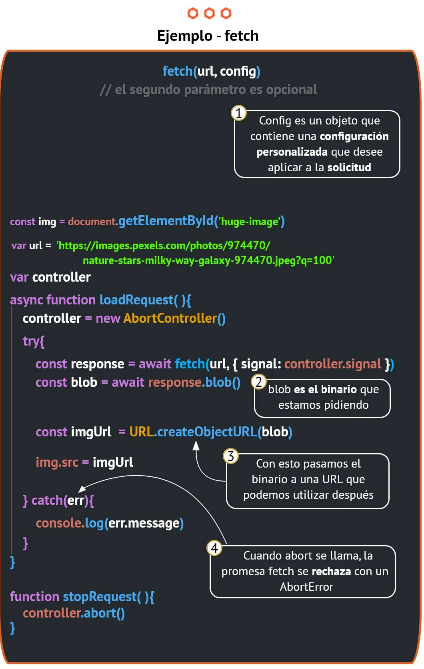 Ejemplo - fetch
fetch(url, config)
// el segundo parámetro es opcional
1
Config es un objeto que
contiene una configuración
personalizada que desee
aplicar a la solicitud
const img = document.getElementById('huge-image')
var url = 'https://images.pexels.com/photos/974470/
nature-stars-milky-way-galaxy-974470.jpeg?q=100'
var controller
async function loadRequest( ){
controller = new AbortController()
try{
const response = await fetch(url, { signal: controller.signal })
const blob = await response.blob()
2
blob es el binario que
estamos pidiendo
const imgUrl = URL.createObjectURL(blob)
3
Con esto pasamos el
binario a una URL que
podemos utilizar después
img.src = imgUrl
} catch(err){
console.log(err.message)
}
4
Cuando abort se llama, la
promesa fetch se rechaza con un
AbortError
}
function stopRequest( ){
controller.abort()
}